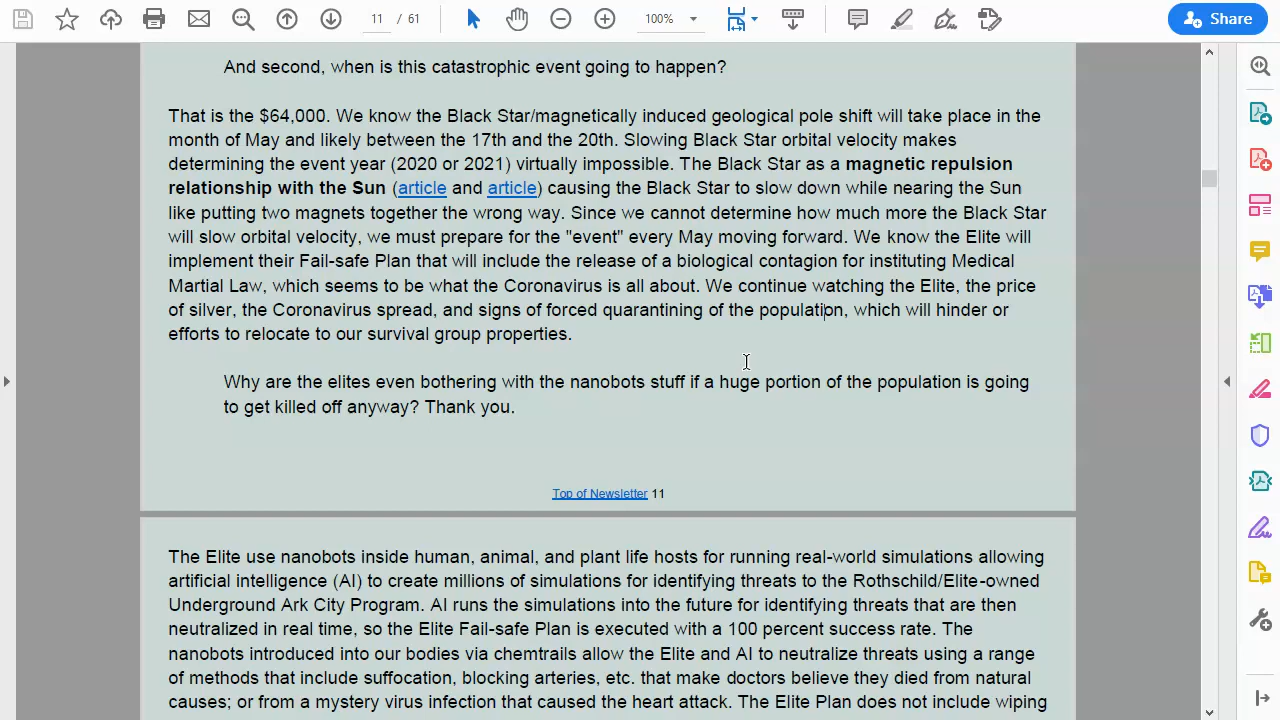 11 / 61
100%
Share
And second, when is this catastrophic event going to happen?
That is the $64,000. We know the Black Star/magnetically induced geological pole shift will take place in the
month of May and likely between the 17th and the 20th. Slowing Black Star orbital velocity makes
determining the event year (2020 or 2021) virtually impossible. The Black Star as a magnetic repulsion
relationship with the Sun (article and article) causing the Black Star to slow down while nearing the Sun
like putting two magnets together the wrong way. Since we cannot determine how much more the Black Star
will slow orbital velocity, we must prepare for the "event" every May moving forward. We know the Elite will
implement their Fail-safe Plan that will include the release of a biological contagion for instituting Medical
Martial Law, which seems to be what the Coronavirus is all about. We continue watching the Elite, the price
of silver, the Coronavirus spread, and signs of forced quarantining of the population, which will hinder or
efforts to relocate to our survival group properties.
Why are the elites even bothering with the nanobots stuff if a huge portion of the population is going
to get killed off anyway? Thank you.
Top of Newsletter 11
The Elite use nanobots inside human, animal, and plant life hosts for running real-world simulations allowing
artificial intelligence (AI) to create millions of simulations for identifying threats to the Rothschild/Elite-owned
Underground Ark City Program. AI runs the simulations into the future for identifying threats that are then
neutralized in real time, so the Elite Fail-safe Plan is executed with a 100 percent success rate. The
nanobots introduced into our bodies via chemtrails allow the Elite and AI to neutralize threats using a range
of methods that include suffocation, blocking arteries, etc. that make doctors believe they died from natural
causes; or from a mystery virus infection that caused the heart attack. The Elite Plan does not include wiping